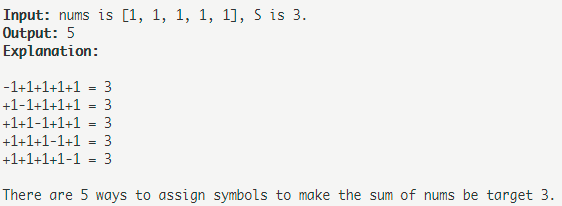 Input: nums is [1, 1, 1, 1, 1], S is 3.
Output: 5
Explanation:
-1+1+1+1+1 = 3
+1-1+1+1+1 = 3
+1+1-1+1+1 = 3
+1+1+1-1+1 = 3
+1+1+1+1-1 = 3
There are 5 ways to assign symbols to make the sum of nums be target 3.